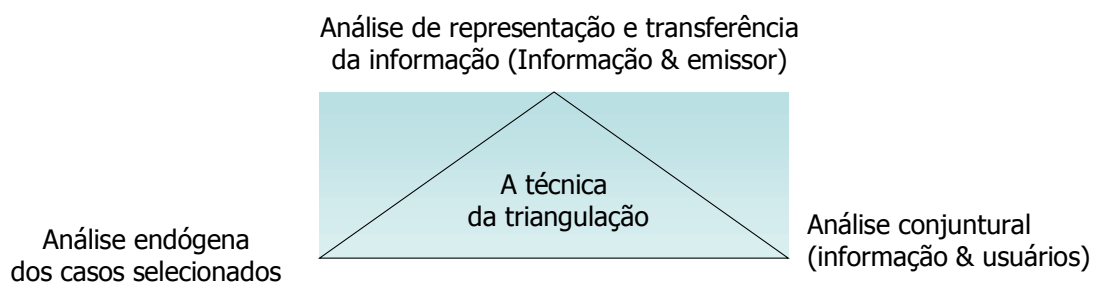 Análise de representação e transferência
da informação (Informação & emissor)
A técnica
da triangulação
Análise endógena
dos casos selecionados
Análise conjuntural
(informação & usuários)